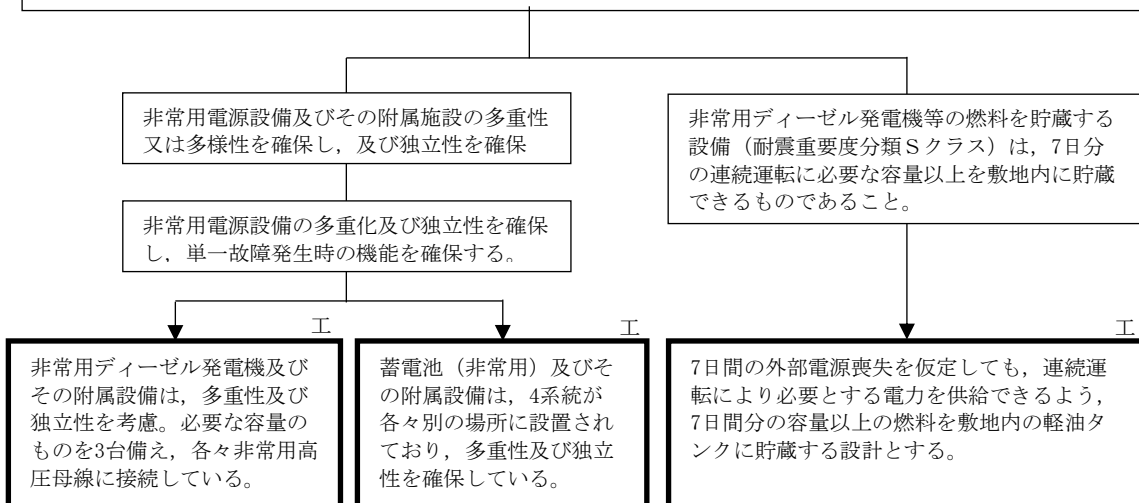 非常用電源設備及びその附属施設の多重性
又は多様性を確保し，及び独立性を確保
非常用ディーゼル発電機等の燃料を貯蔵する
設備（耐震重要度分類Ｓクラス）は，7日分
の連続運転に必要な容量以上を敷地内に貯蔵
できるものであること。
非常用電源設備の多重化及び独立性を確保
し，単一故障発生時の機能を確保する。
工
非常用ディーゼル発電機及び
その附属設備は，多重性及び
独立性を考慮。必要な容量の
ものを3台備え，各々非常用高
圧母線に接続している。
工
蓄電池（非常用）及びそ
の附属設備は，4系統が
各々別の場所に設置され
ており，多重性及び独立
性を確保している。
工
7日間の外部電源喪失を仮定しても，連続運
転により必要とする電力を供給できるよう，
7日間分の容量以上の燃料を敷地内の軽油タ
ンクに貯蔵する設計とする。